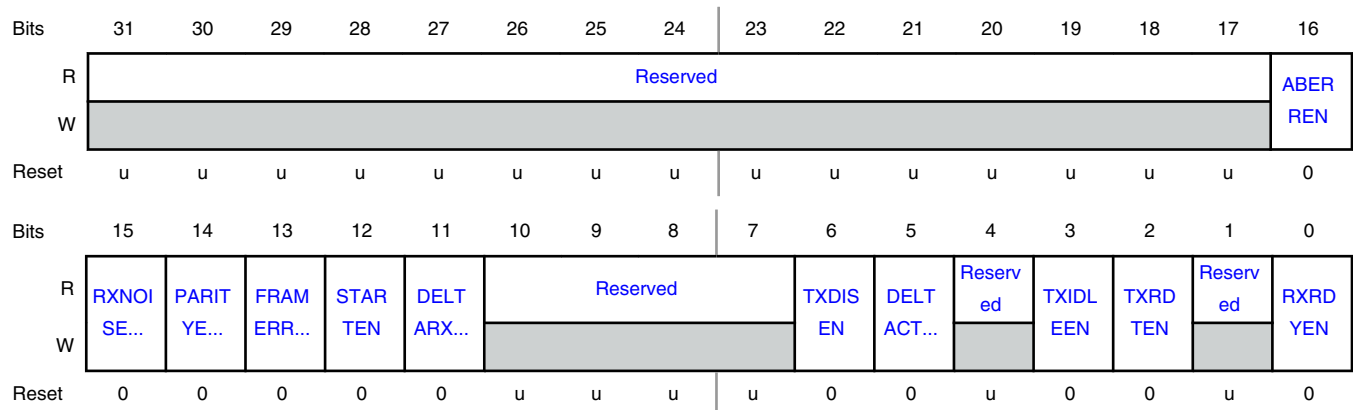 Bits 31 30 29 28 27 26 25 24 23 22 21 20 19 18 17 16
R Reserved
ABER
REN
W
Reset u u u u u u u u u u u u u u u 0
Bits 15 14 13 12 11 10 9 8 7 6 5 4 3 2 1 0
R RXNOI PARIT FRAM STAR DELT Reserved TXDIS DELT Reserv TXIDL TXRD Reserv RXRD
SE... YE... ERR... TEN ARX... EN ACT... ed EEN TEN ed YEN
W
Reset 0 0 0 0 0 u u u u 0 0 u 0 0 u 0